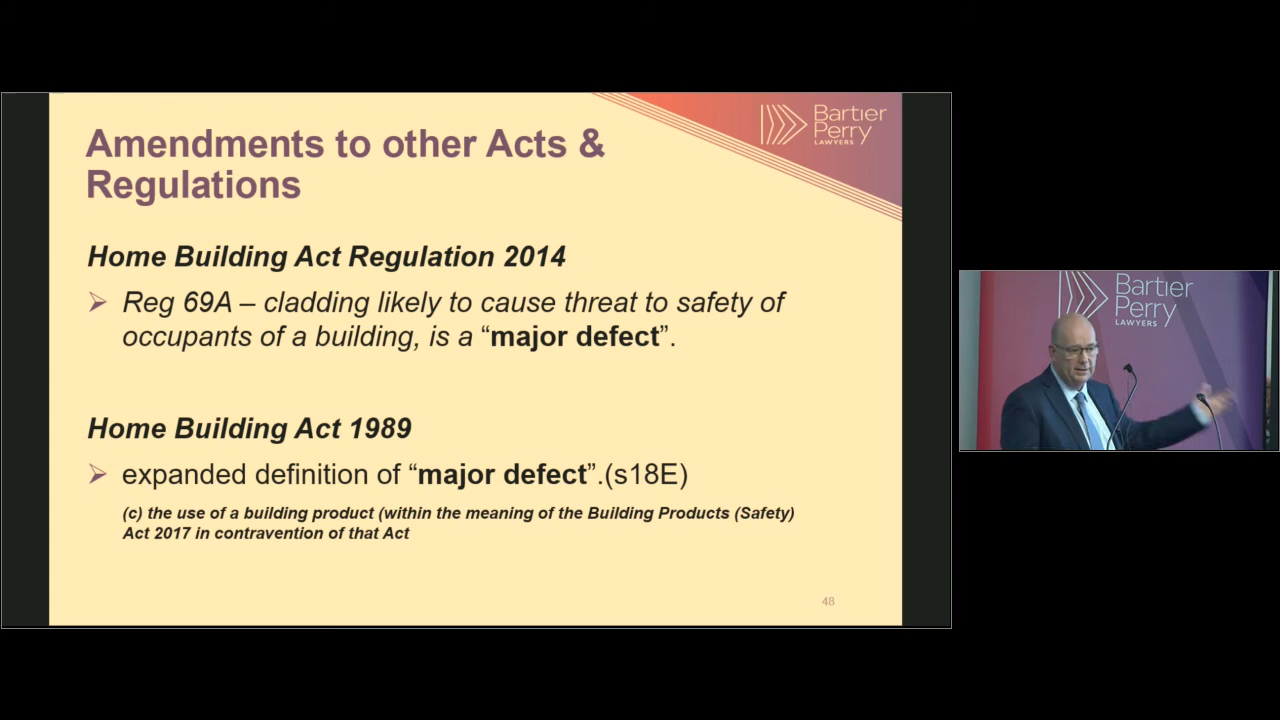 Bartier
Perry
LAWYERS
Amendments to other Acts &
Regulations
Home Building Act Regulation 2014
➢ Reg 69A – cladding likely to cause threat to safety of
occupants of a building, is a “major defect”.
Home Building Act 1989
➢ expanded definition of “major defect”.(s18E)
(c) the use of a building product (within the meaning of the Building Products (Safety)
Act 2017 in contravention of that Act
48
Bartier
Perry
LAWYERS